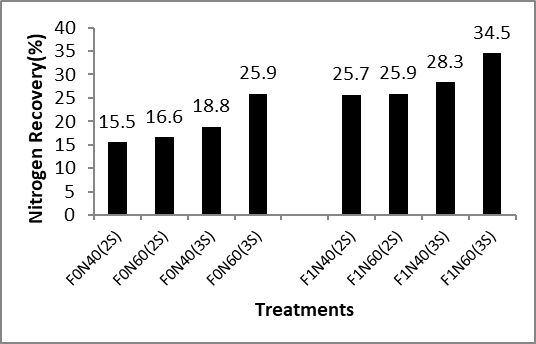 Nitrogen Recovery(%)
40
35
30
25
20
15
10
5
0
15.5
16.6
18.8
25.9
25.7
25.9
28.3
34.5
F0N40(2S)
F0N60(2S)
F0N40(3S)
F0N60(3S)
F1N40(2S)
F1N60(2S)
F1N40(3S)
F1N60(3S)
Treatments